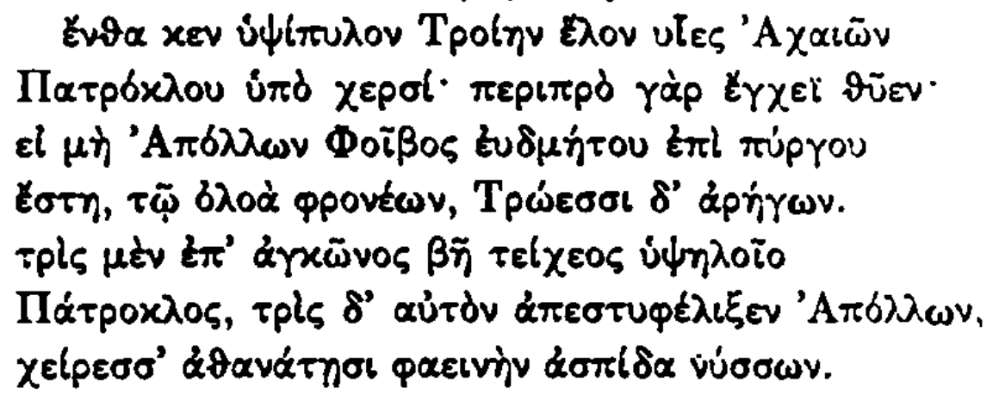 ἔνθα κεν ὑψίπυλον Τροίην ἕλον υἷες Ἀχαιῶν
Πατρόκλου ὑπὸ χερσί· περιπρὸ γὰρ ἔγχεϊ θῦεν·
εἰ μὴ Ἀπόλλων Φοῖβος ἐυδμήτου ἐπὶ πύργου
ἔστη, τῷ ὀλοὰ φρονέων, Τρώεσσι δ’ ἀρήγων.
τρὶς μὲν ἐπ’ ἀγκῶνος βῆ τείχεος ὑψηλοῖο
Πάτροκλος, τρὶς δ’ αὐτὸν ἀπεστυφέλιξεν Ἀπόλλων,
χείρεσσ’ ἀθανάτῃσι φαεινὴν ἀσπίδα νύσσων.